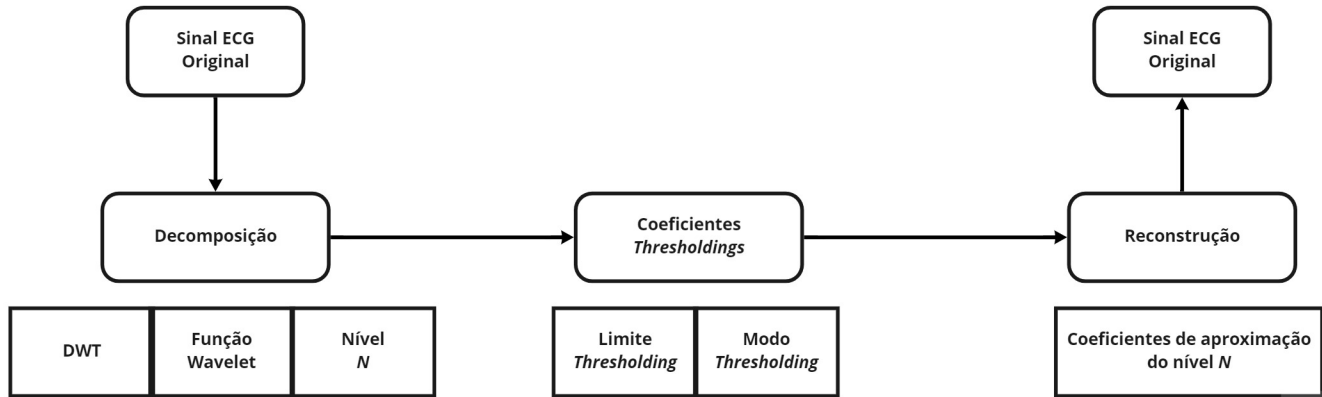 Sinal ECG
Original
Sinal ECG
Original
Decomposição
Coeficientes
Thresholdings
Reconstrução
DWT
Função
Wavelet
Nível
N
Limite
Thresholding
Modo
Thresholding
Coeficientes de aproximação
do nível N